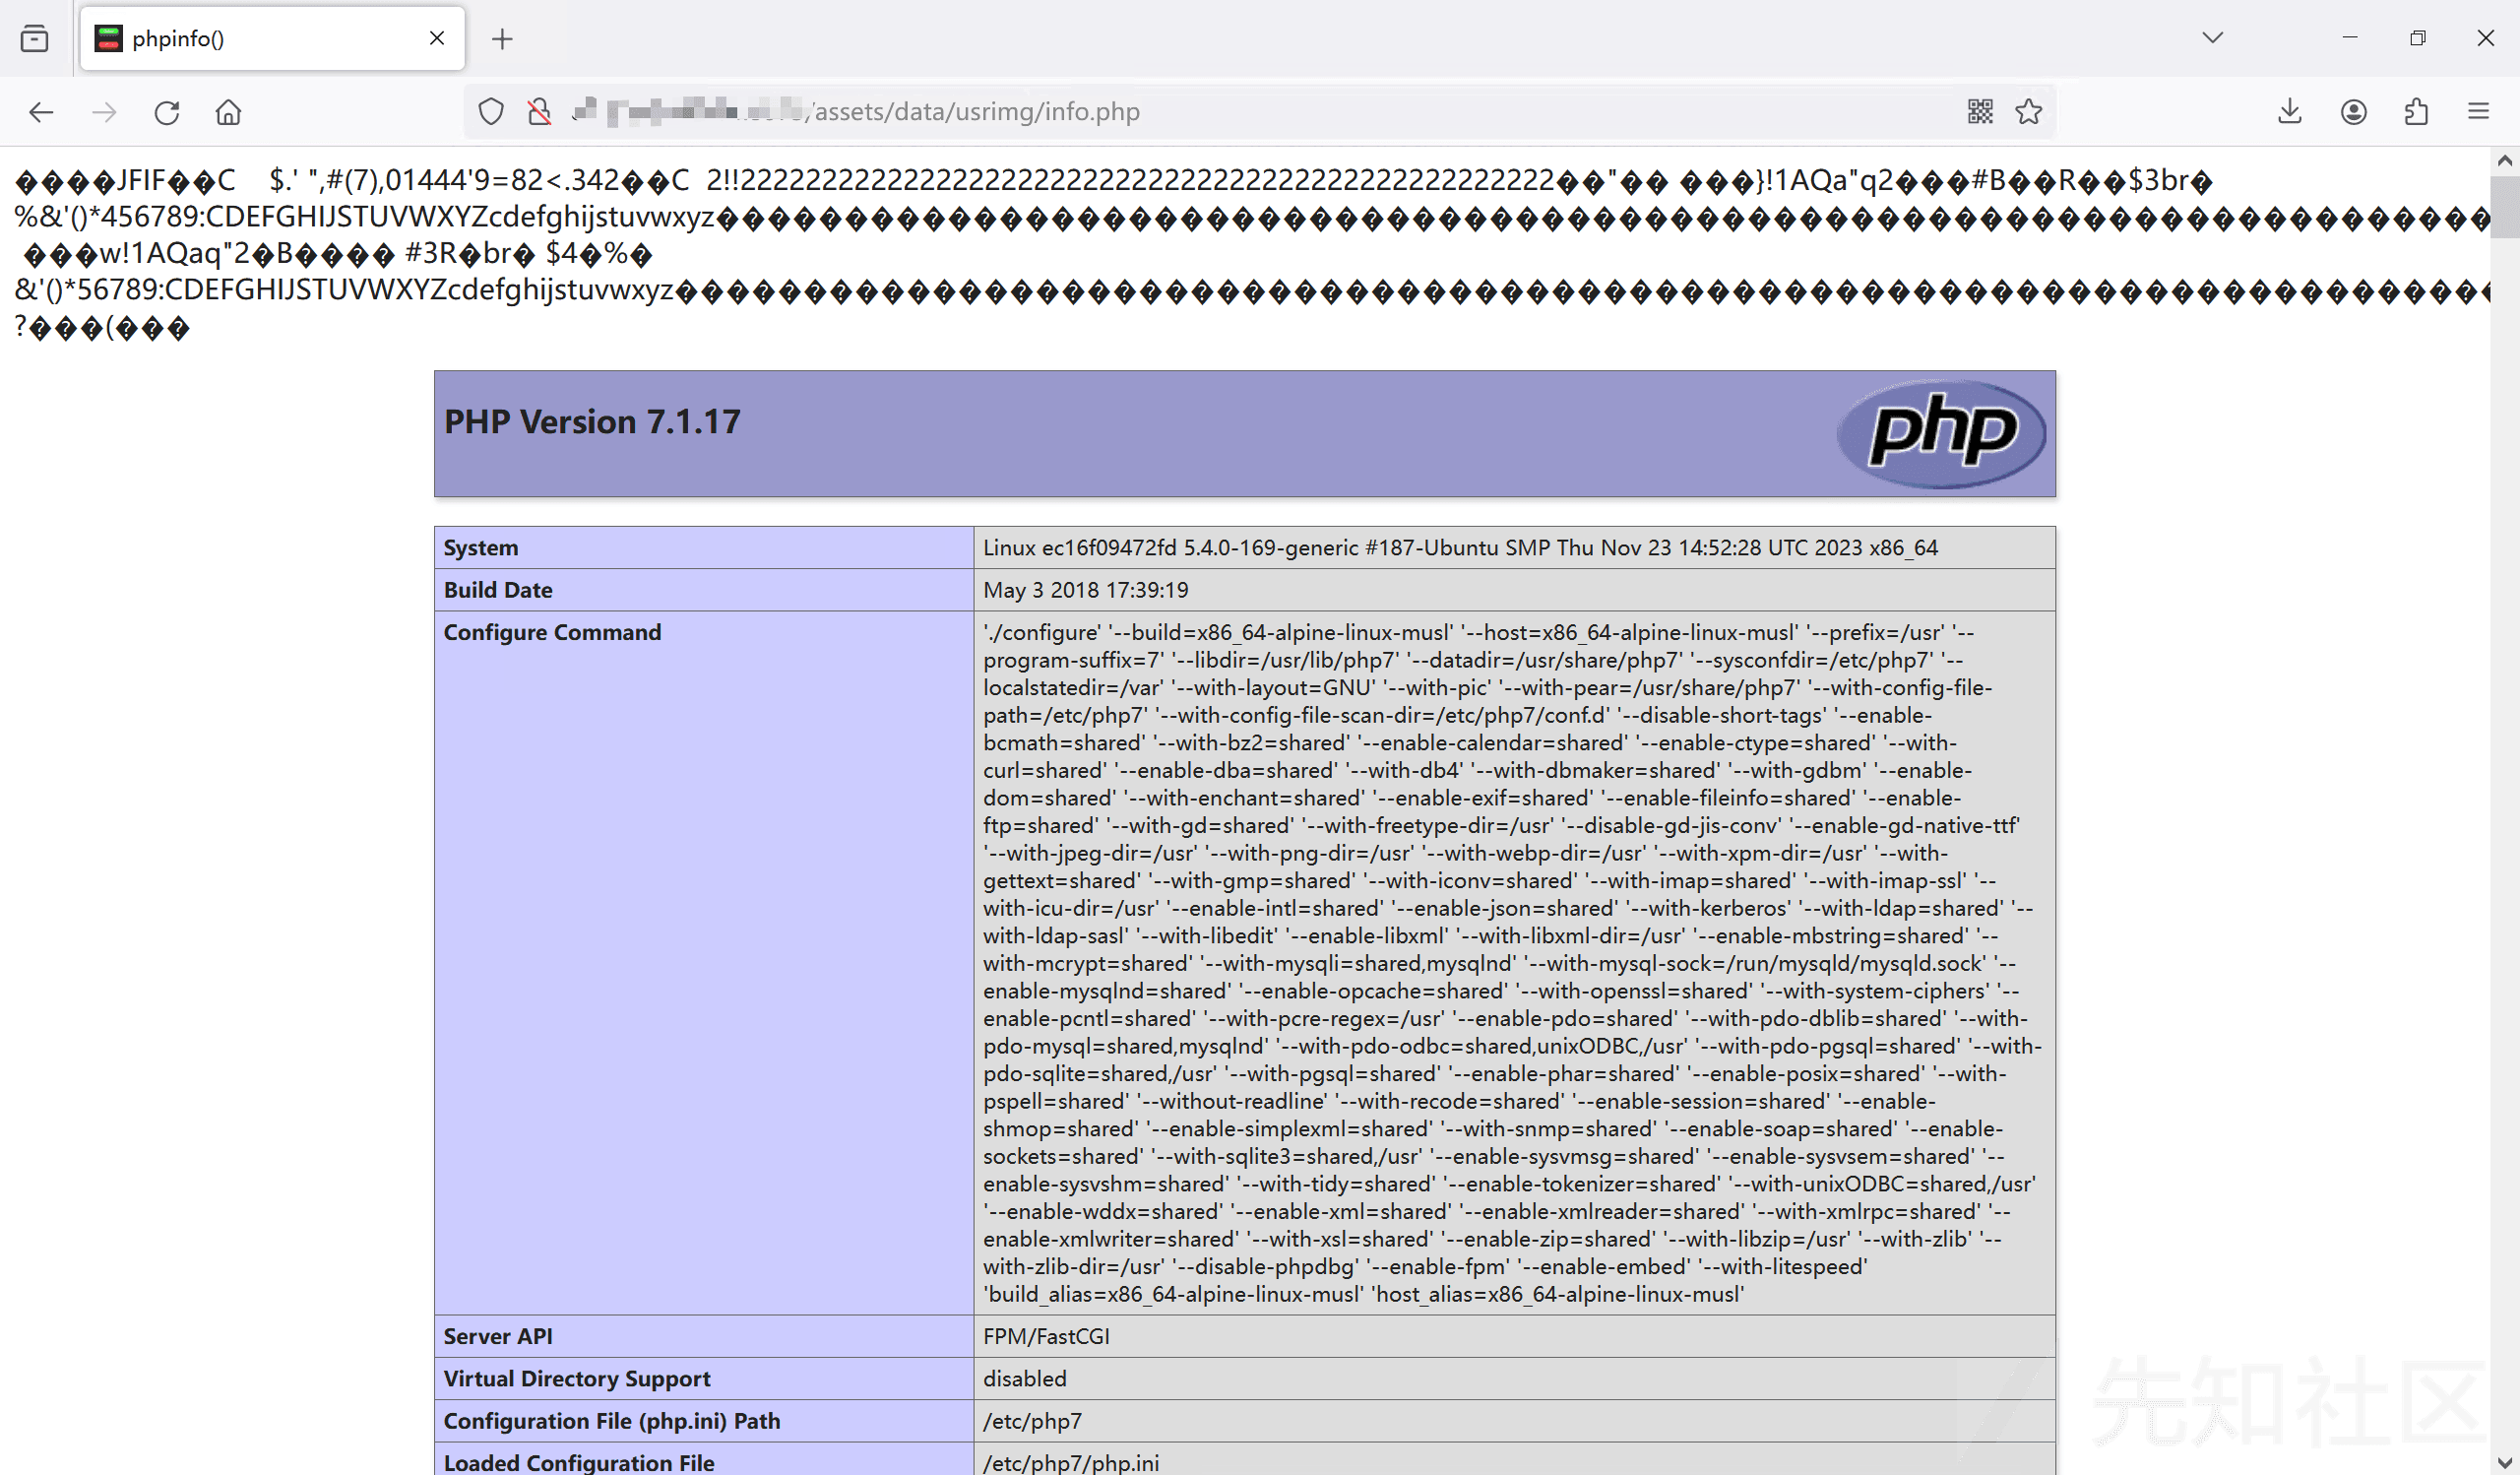 phpinfo()
/assets/data/usrimg/info.php
����JFIF��C $.' ",#(7),01444'9=82<.342��C
%&'()*456789:CDEFGHIJSTUVWXYZcdefghijstuvwxyz
���w!1AQaq"2�B���� #3R�br� $4�%�
&'()*56789:CDEFGHIJSTUVWXYZcdefghijstuvwxyz
?���(���
PHP Version 7.1.17
php
System Linux ec16f09472fd 5.4.0-169-generic #187-Ubuntu SMP Thu Nov 23 14:52:28 UTC 2023 x86_64
Build Date May 3 2018 17:39:19
Configure Command './configure' '--build=x86_64-alpine-linux-musl' '--host=x86_64-alpine-linux-musl' '--prefix=/usr' '--
program-suffix=7' '--libdir=/usr/lib/php7' '--datadir=/usr/share/php7' '--sysconfdir=/etc/php7' '--
localstatedir=/var' '--with-layout=GNU' '--with-pic' '--with-pear=/usr/share/php7' '--with-config-file-
path=/etc/php7' '--with-config-file-scan-dir=/etc/php7/conf.d' '--disable-short-tags' '--enable-
bcmath=shared' '--with-bz2=shared' '--enable-calendar=shared' '--enable-ctype=shared' '--with-
curl=shared' '--enable-dba=shared' '--with-db4' '--with-dbmaker=shared' '--with-gdbm' '--enable-
dom=shared' '--with-enchant=shared' '--enable-exif=shared' '--enable-fileinfo=shared' '--enable-
ftp=shared' '--with-gd=shared' '--with-freetype-dir=/usr' '--disable-gd-jis-conv' '--enable-gd-native-ttf'
'--with-jpeg-dir=/usr' '--with-png-dir=/usr' '--with-webp-dir=/usr' '--with-xpm-dir=/usr' '--with-
gettext=shared' '--with-gmp=shared' '--with-iconv=shared' '--with-imap=shared' '--with-imap-ssl' '--
with-icu-dir=/usr' '--enable-intl=shared' '--enable-json=shared' '--with-kerberos' '--with-ldap=shared' '--
with-ldap-sasl' '--with-libedit' '--enable-libxml' '--with-libxml-dir=/usr' '--enable-mbstring=shared' '--
with-mcrypt=shared' '--with-mysqli=shared,mysqlnd' '--with-mysql-sock=/run/mysqld/mysqld.sock' '--
enable-mysqlnd=shared' '--enable-opcache=shared' '--with-openssl=shared' '--with-system-ciphers' '--
enable-pcntl=shared' '--with-pcre-regex=/usr' '--enable-pdo=shared' '--with-pdo-dblib=shared' '--with-
pdo-mysql=shared,mysqlnd' '--with-pdo-odbc=shared,unixODBC,/usr' '--with-pdo-pgsql=shared' '--with-
pdo-sqlite=shared,/usr' '--with-pgsql=shared' '--enable-phar=shared' '--enable-posix=shared' '--with-
pspell=shared' '--without-readline' '--with-recode=shared' '--enable-session=shared' '--enable-
shmop=shared' '--enable-simplexml=shared' '--with-snmp=shared' '--enable-soap=shared' '--enable-
sockets=shared' '--with-sqlite3=shared,/usr' '--enable-sysvmsg=shared' '--enable-sysvsem=shared' '--
enable-sysvshm=shared' '--with-tidy=shared' '--enable-tokenizer=shared' '--with-unixODBC=shared,/usr'
'--enable-wddx=shared' '--enable-xml=shared' '--enable-xmlreader=shared' '--with-xmlrpc=shared' '--
enable-xmlwriter=shared' '--with-xsl=shared' '--enable-zip=shared' '--with-libzip=/usr' '--with-zlib' '--
with-zlib-dir=/usr' '--disable-phpdbg' '--enable-fpm' '--enable-embed' '--with-litespeed'
'build_alias=x86_64-alpine-linux-musl' 'host_alias=x86_64-alpine-linux-musl'
Server API FPM/FastCGI
Virtual Directory Support disabled
Configuration File (php.ini) Path /etc/php7
Loaded Configuration File /etc/php7/php.ini
先知社区